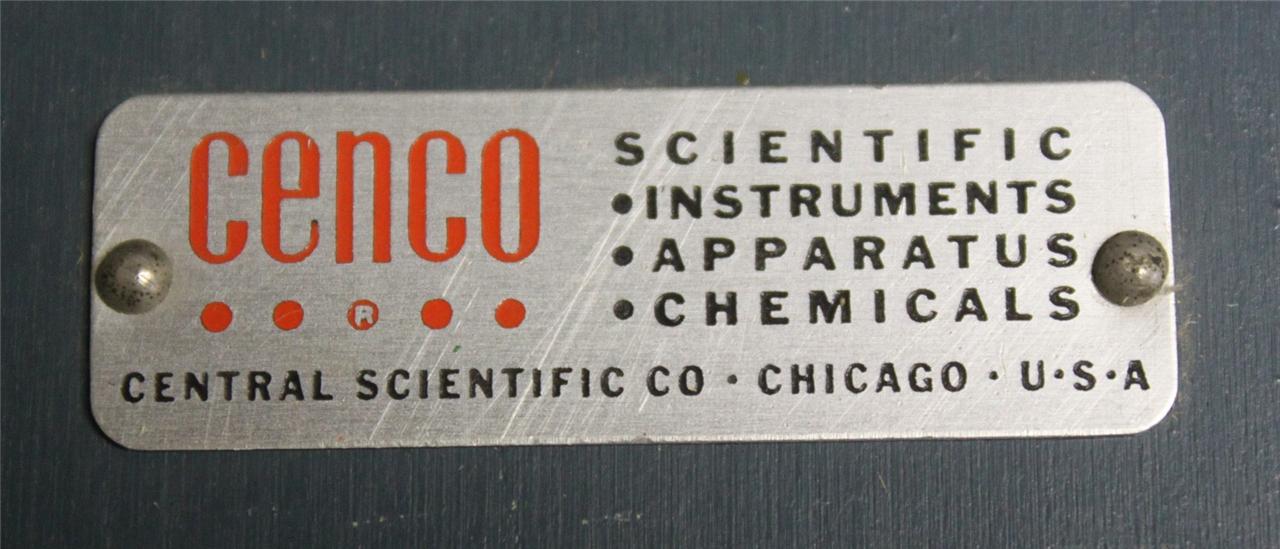 cenco
• • ® • •
SCIENTIFIC
•INSTRUMENTS
•APPARATUS
•CHEMICALS
CENTRAL SCIENTIFIC CO · CHICAGO · U·S·A